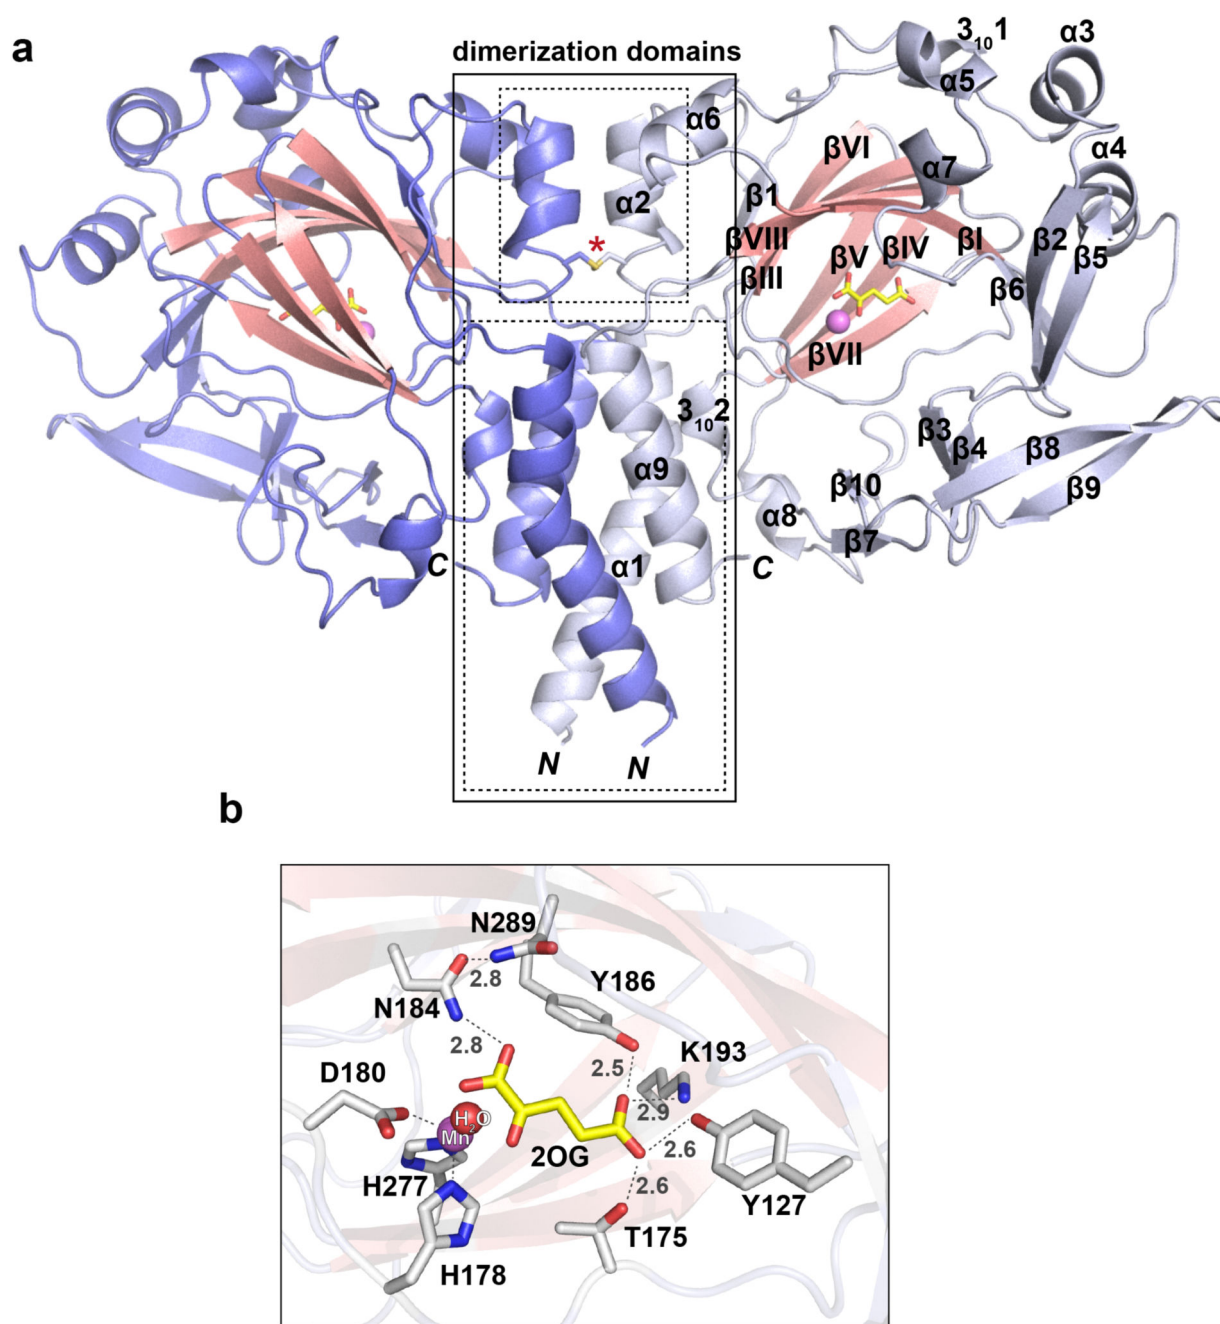 a
dimerization domains
3₁₀1
α3
α5
α6
α4
βVI
α7
α2
β1
*
βVIII
βV
βIV
βI
β2
β5
βIII
β6
βVII
3₁₀2
β3
β4
β8
α9
β10
β9
α8
β7
C
α1
C
N
N
b
N289
2.8
Y186
N184
2.8
K193
D180
2.5
H₂O
2.9
Mn
2OG
2.6
H277
2.6
Y127
T175
H178